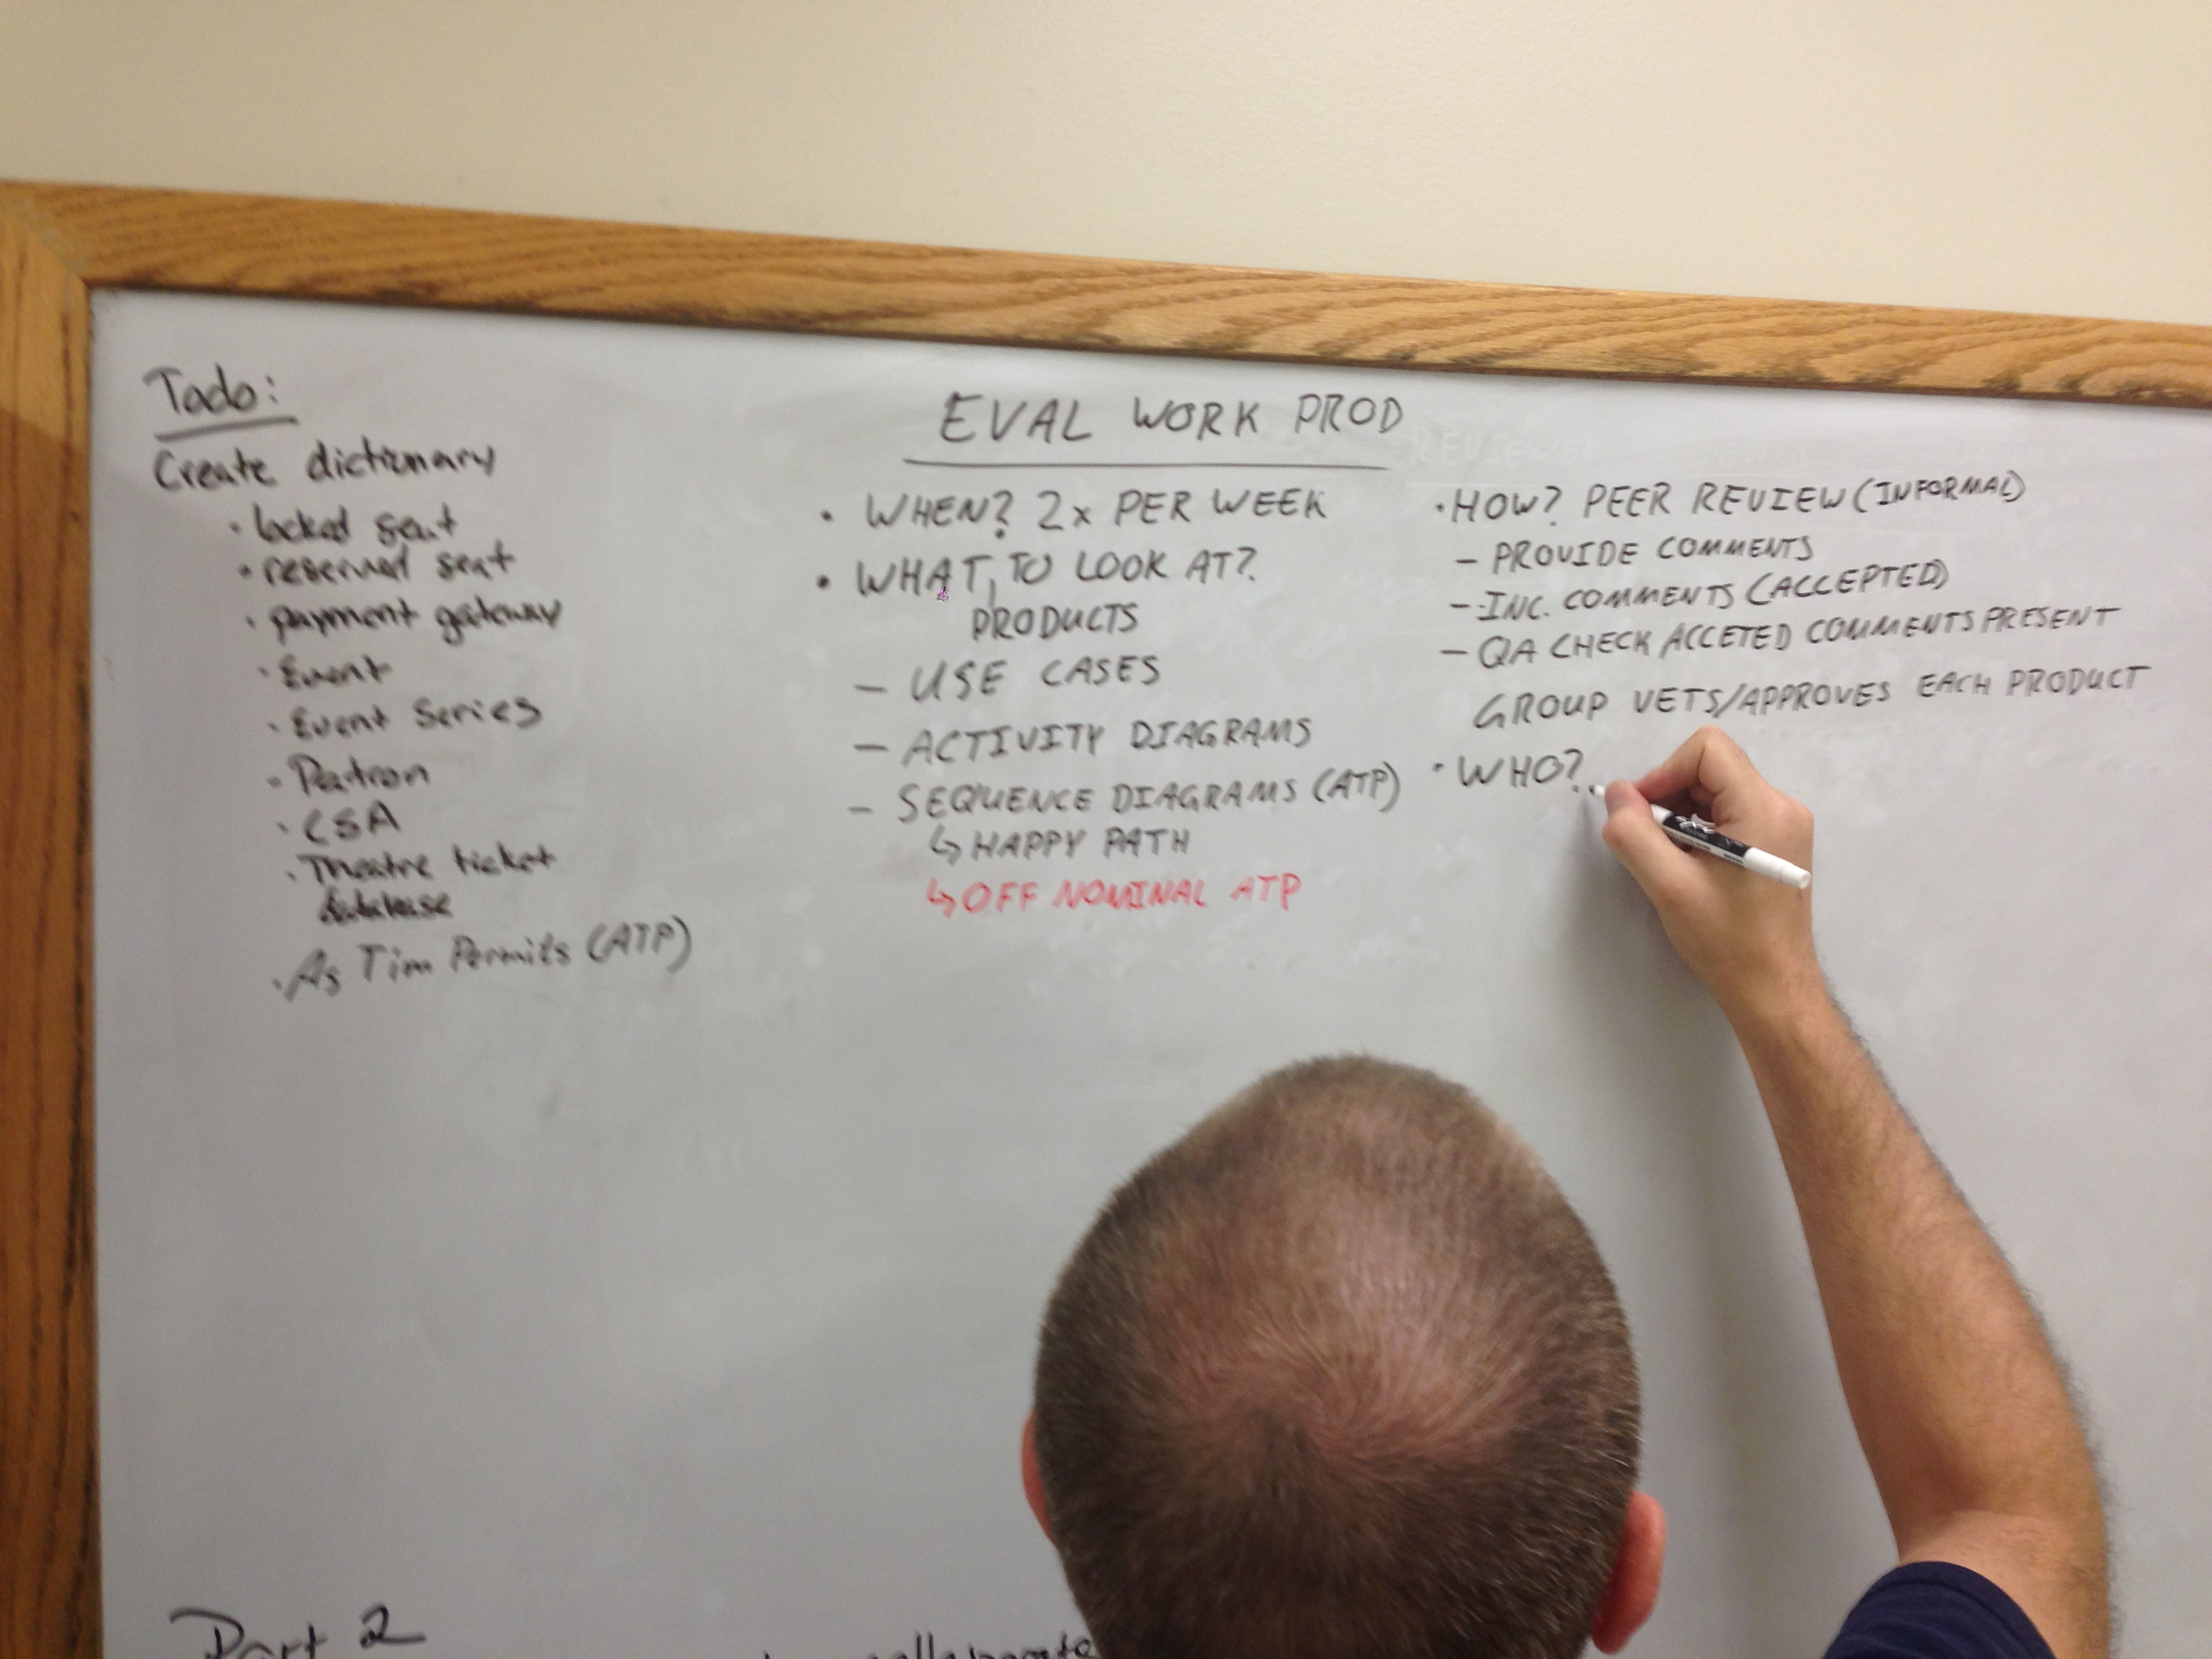 Todo:
Create dictionary
• locked seat
• reserved seat
• payment gateway
• Event
• Event Series
• Patron
• CSA
• Theatre ticket
database
• As Tim Permits (ATP)
EVAL WORK PROD
• WHEN? 2x PER WEEK
• WHAT, TO LOOK AT?
PRODUCTS
– USE CASES
– ACTIVITY DIAGRAMS
– SEQUENCE DIAGRAMS (ATP)
↳ HAPPY PATH
↳ OFF NOMINAL ATP
• HOW? PEER REVIEW (INFORMAL)
– PROVIDE COMMENTS
– INC. COMMENTS (ACCEPTED)
– QA CHECK ACCETED COMMENTS PRESENT
GROUP VETS/APPROVES EACH PRODUCT
• WHO?
Part 2
collaborate